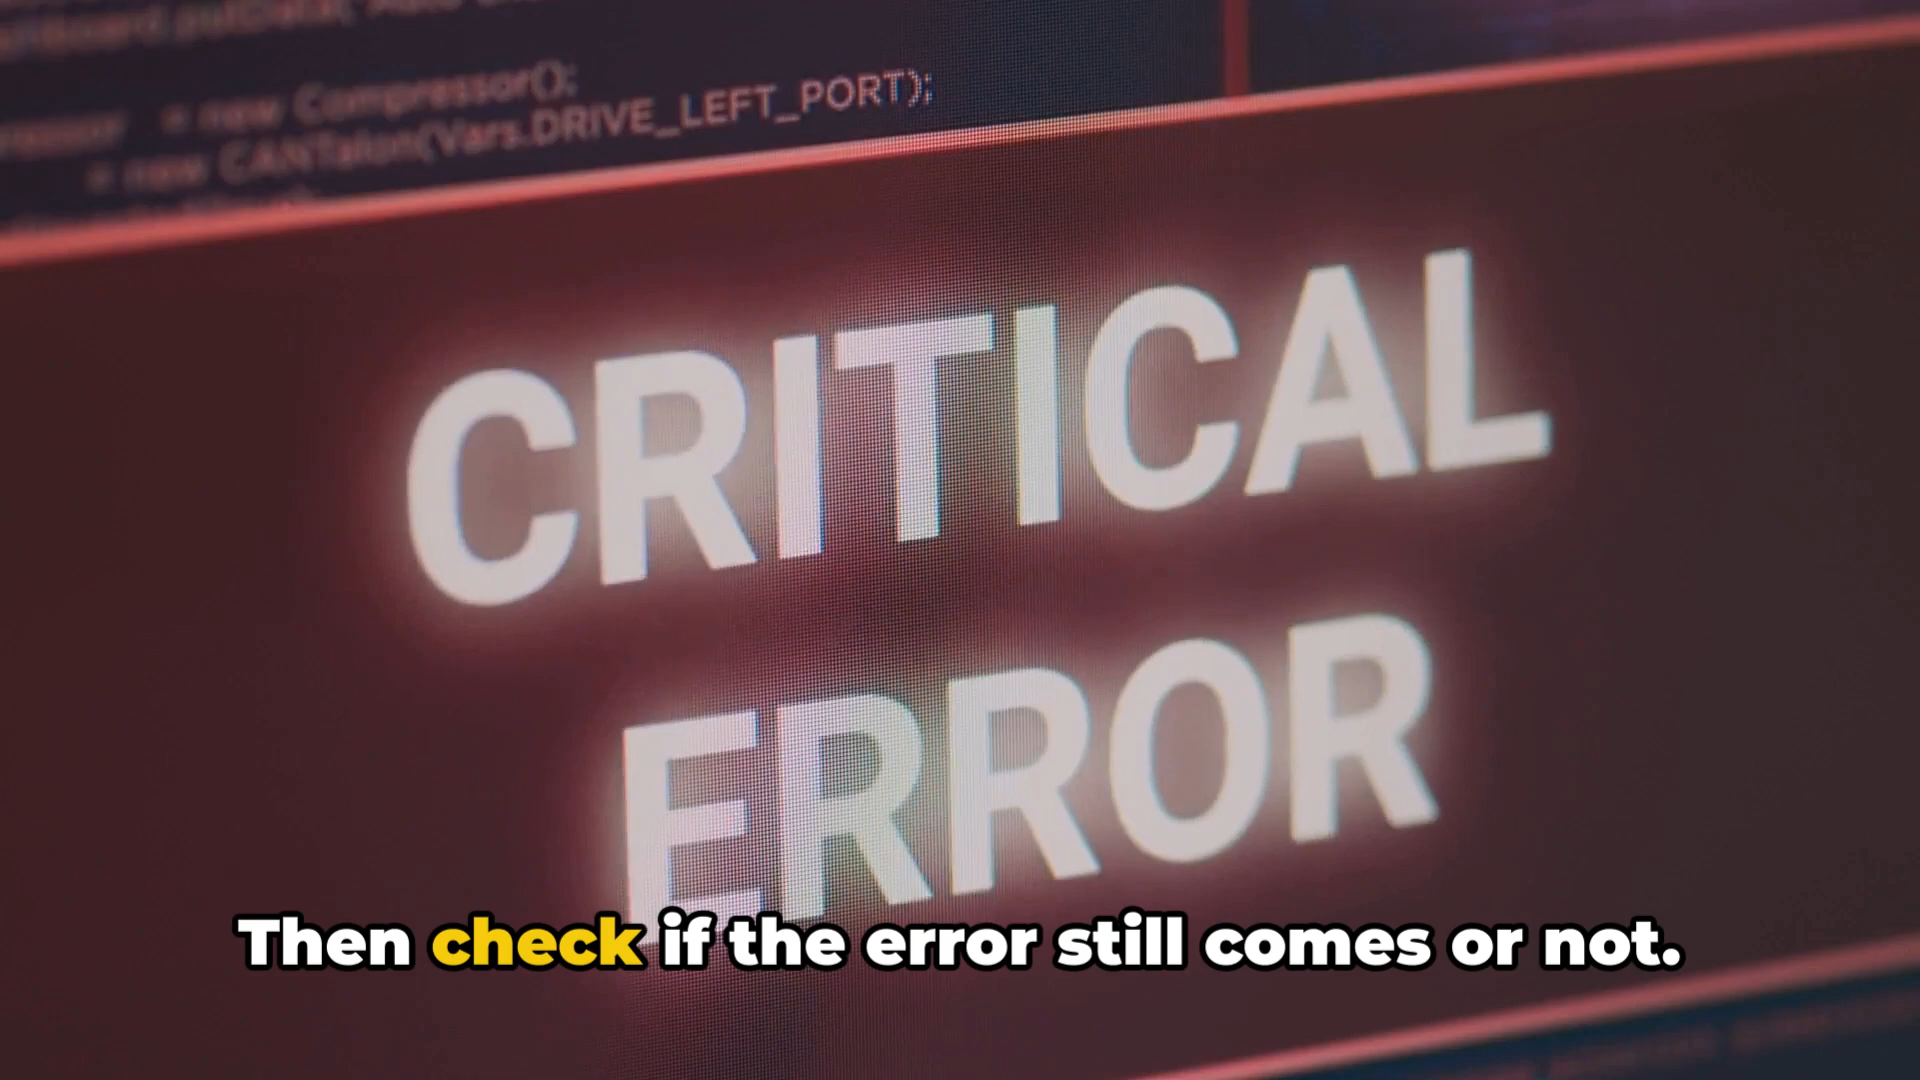 = new Compressor();
= new CANTalon(Vars.DRIVE_LEFT_PORT);
CRITICAL
ERROR
Then check if the error still comes or not.